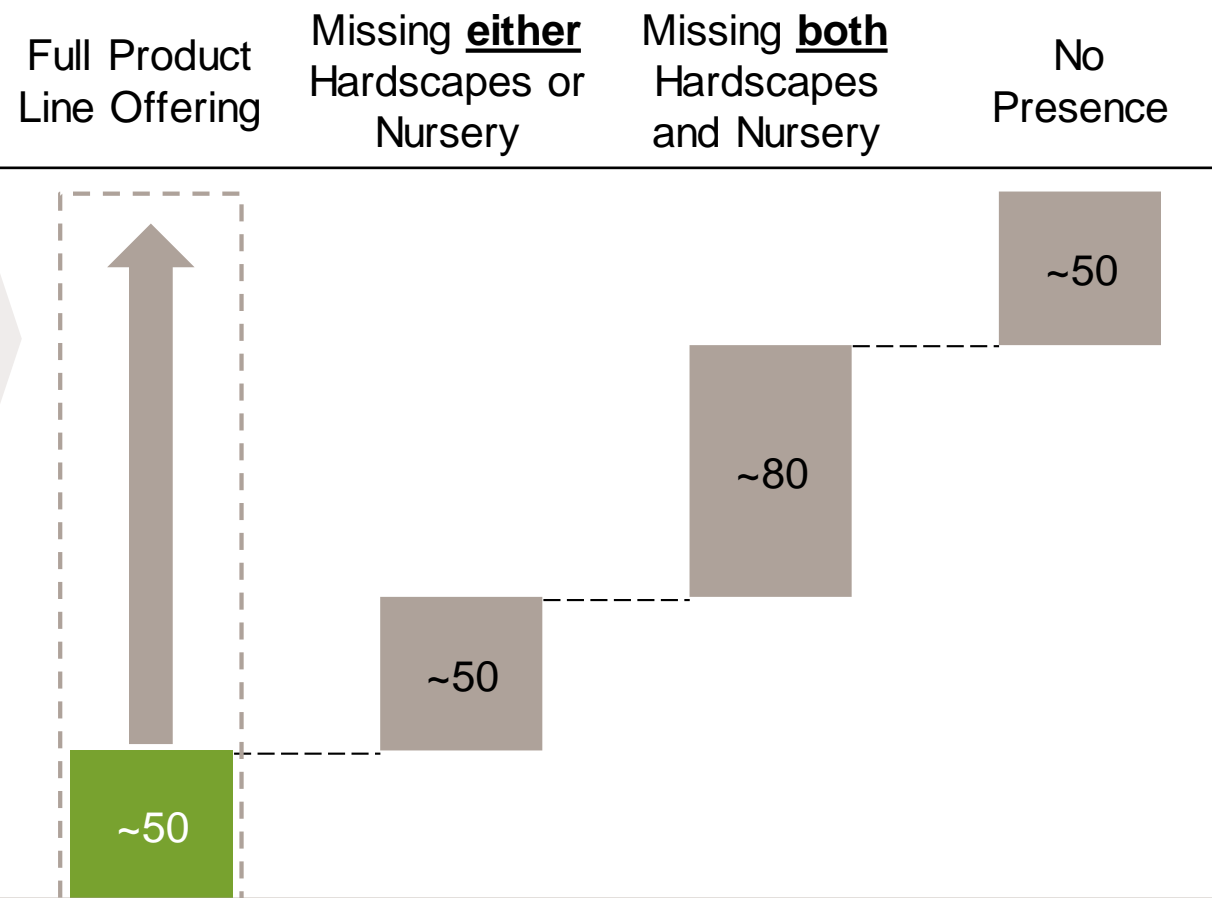 Full Product
Line Offering
Missing either
Hardscapes or
Nursery
Missing both
Hardscapes
and Nursery
No
Presence
~50
~80
~50
~50